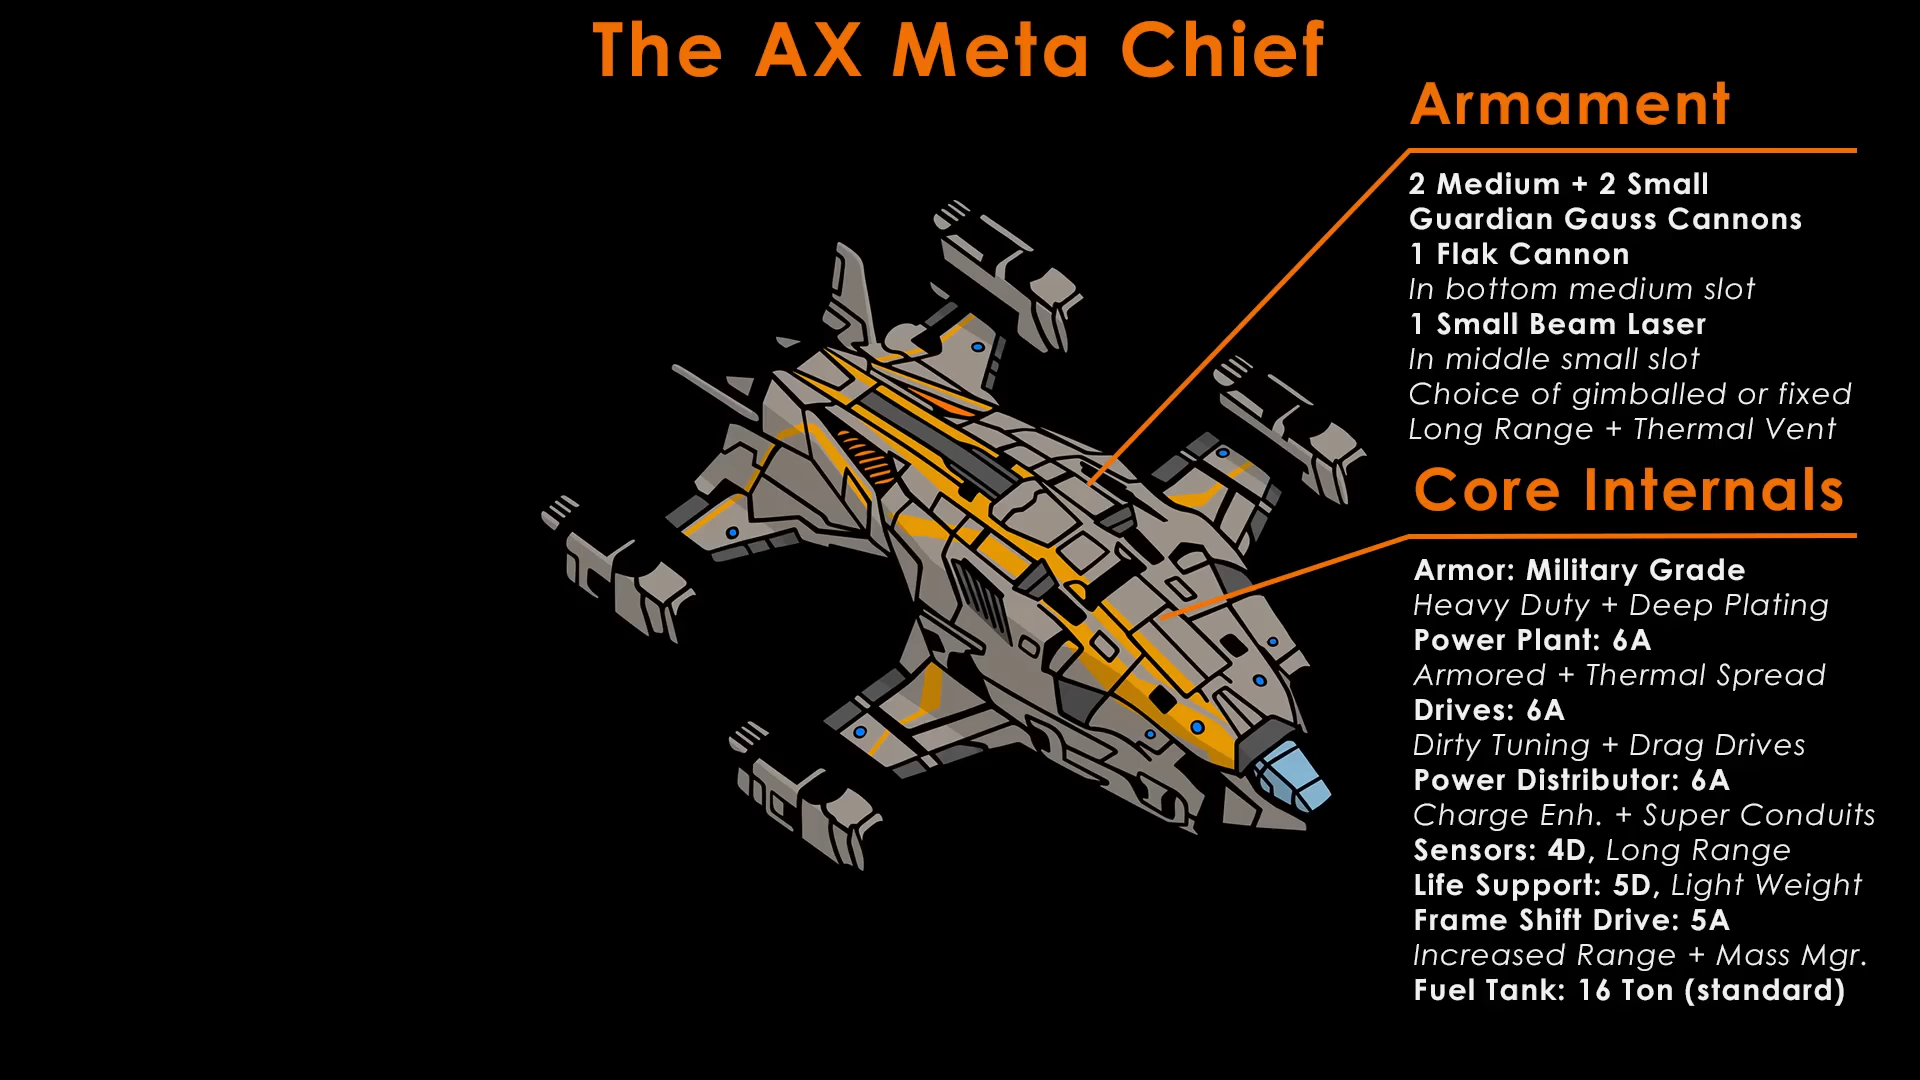 The AX Meta Chief
Armament
2 Medium + 2 Small
Guardian Gauss Cannons
1 Flak Cannon
In bottom medium slot
1 Small Beam Laser
In middle small slot
Choice of gimballed or fixed
Long Range + Thermal Vent
Core Internals
Armor: Military Grade
Heavy Duty + Deep Plating
Power Plant: 6A
Armored + Thermal Spread
Drives: 6A
Dirty Tuning + Drag Drives
Power Distributor: 6A
Charge Enh. + Super Conduits
Sensors: 4D, Long Range
Life Support: 5D, Light Weight
Frame Shift Drive: 5A
Increased Range + Mass Mgr.
Fuel Tank: 16 Ton (standard)